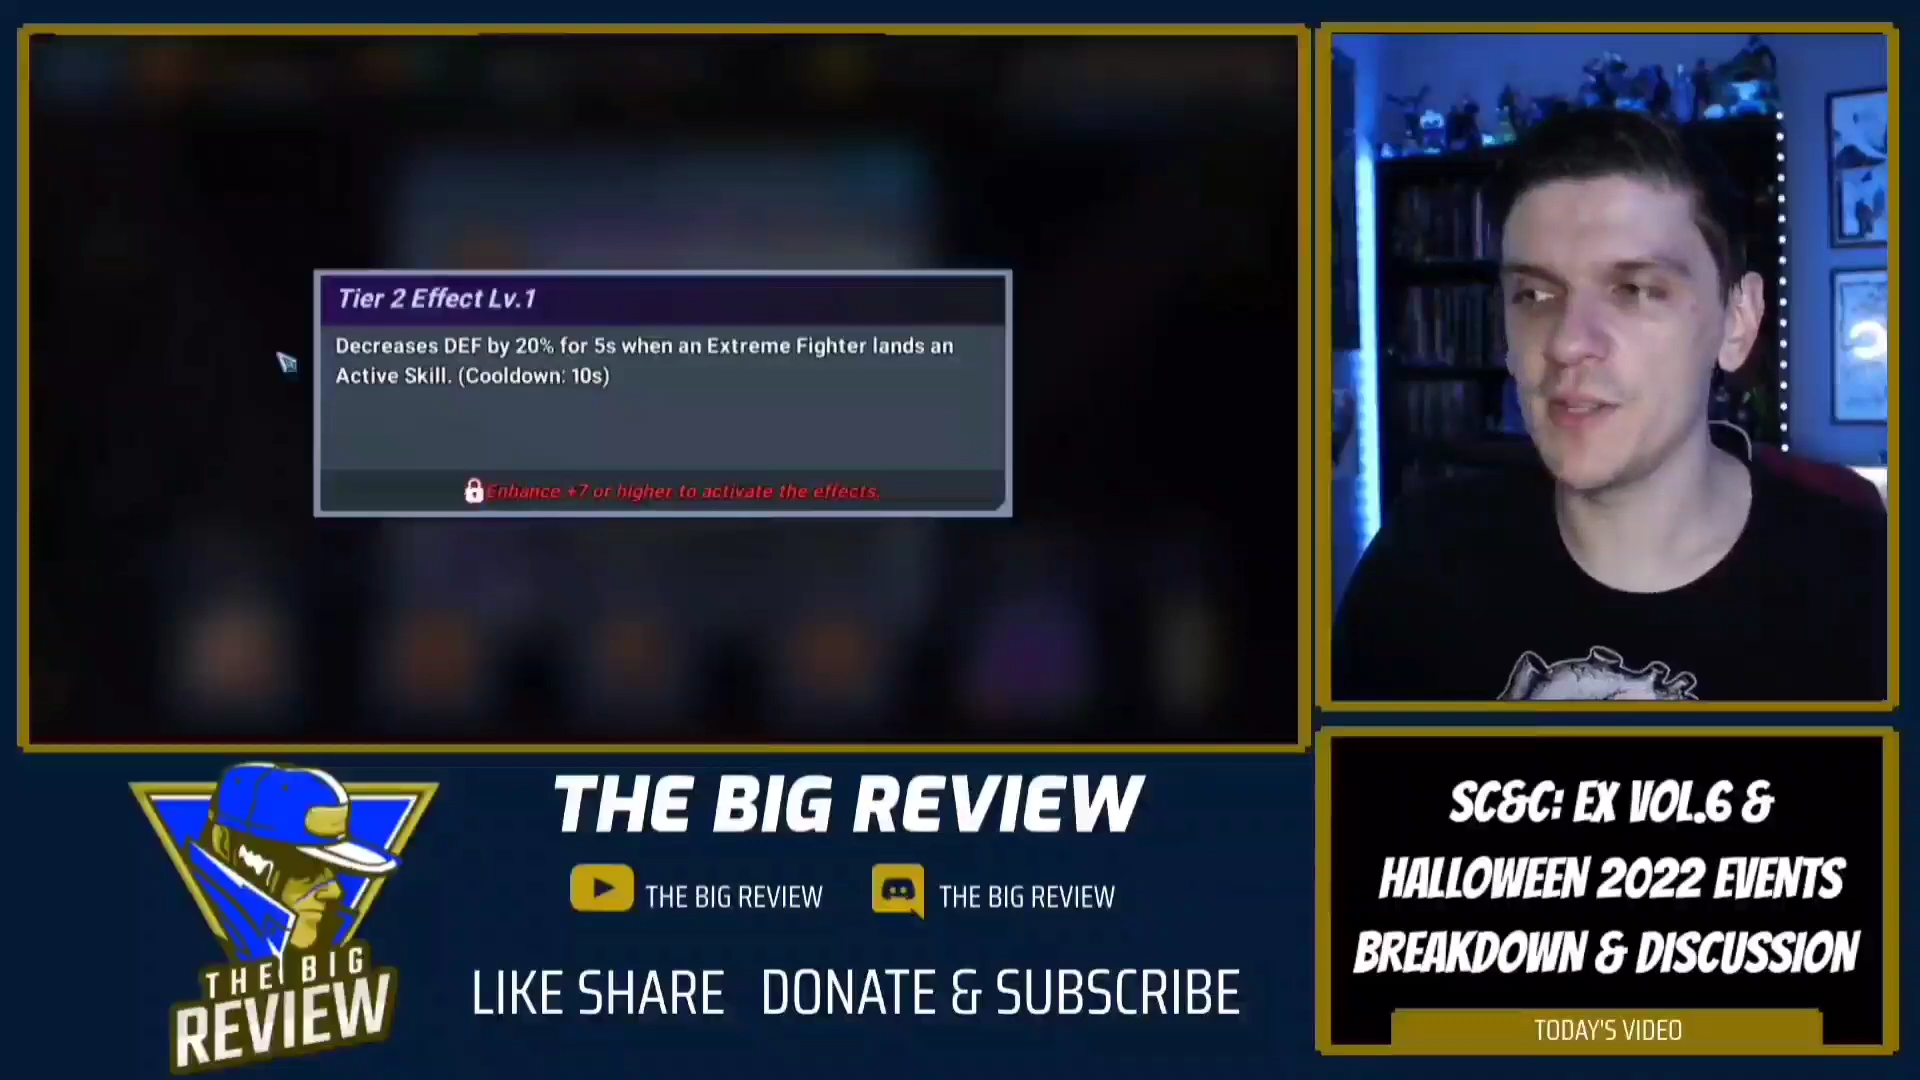 Tier 2 Effect Lv.1
Decreases DEF by 20% for 5s when an Extreme Fighter lands an
Active Skill. (Cooldown: 10s)
Enhance +7 or higher to activate the effects.
THE BIG
REVIEW
THE BIG REVIEW
THE BIG REVIEW
THE BIG REVIEW
LIKE SHARE DONATE & SUBSCRIBE
SC&C: EX VOL.6 &
HALLOWEEN 2022 EVENTS
BREAKDOWN & DISCUSSION
TODAY'S VIDEO